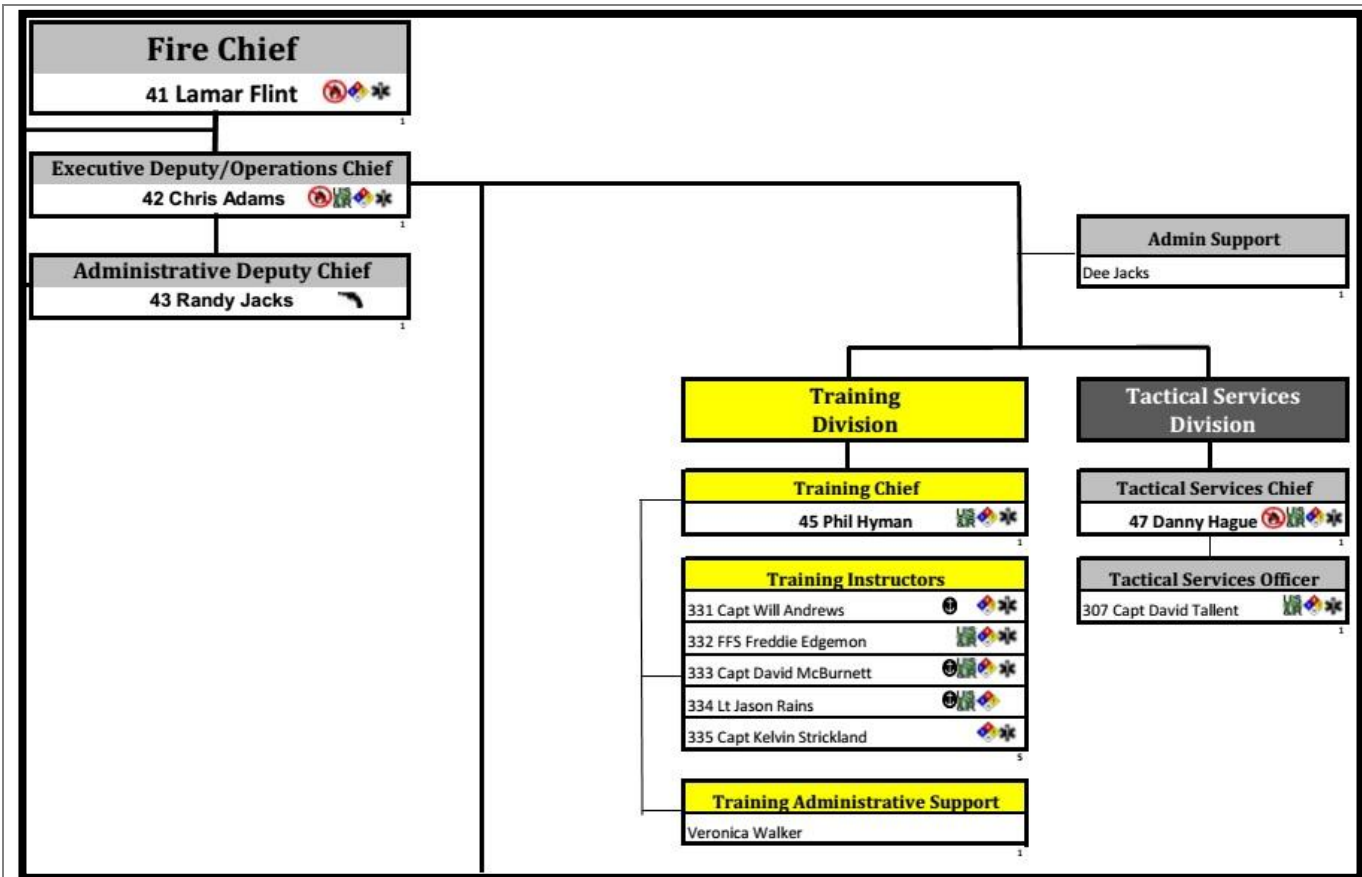 Fire Chief
41 Lamar Flint
1
Executive Deputy/Operations Chief
42 Chris Adams
1
Administrative Deputy Chief
43 Randy Jacks
1
Admin Support
Dee Jacks
1
Training
Division
Training Chief
45 Phil Hyman
1
Training Instructors
331 Capt Will Andrews
332 FFS Freddie Edgemon
333 Capt David McBurnett
334 Lt Jason Rains
335 Capt Kelvin Strickland
5
Training Administrative Support
Veronica Walker
1
Tactical Services
Division
Tactical Services Chief
47 Danny Hague
1
Tactical Services Officer
307 Capt David Tallent
1